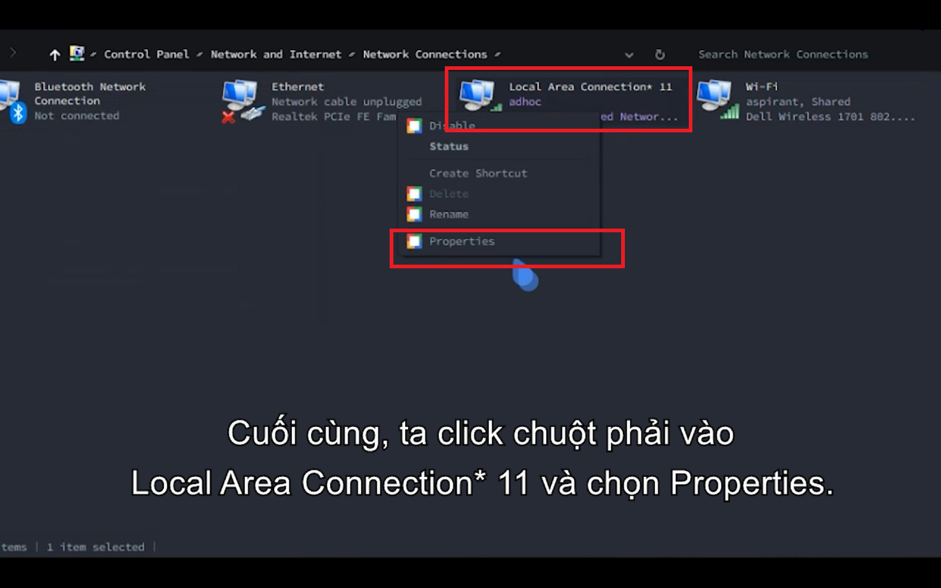 Control Panel
Network and Internet
Network Connections
Search Network Connections
Bluetooth Network
Connection
Not connected
Ethernet
Network cable unplugged
Realtek PCIe FE Fam
Local Area Connection* 11
adhoc
ed Networ...
Wi-Fi
aspirant, Shared
Dell Wireless 1701 802....
Disable
Status
Create Shortcut
Delete
Rename
Properties
Cuối cùng, ta click chuột phải vào
Local Area Connection* 11 và chọn Properties.
tems | 1 item selected |